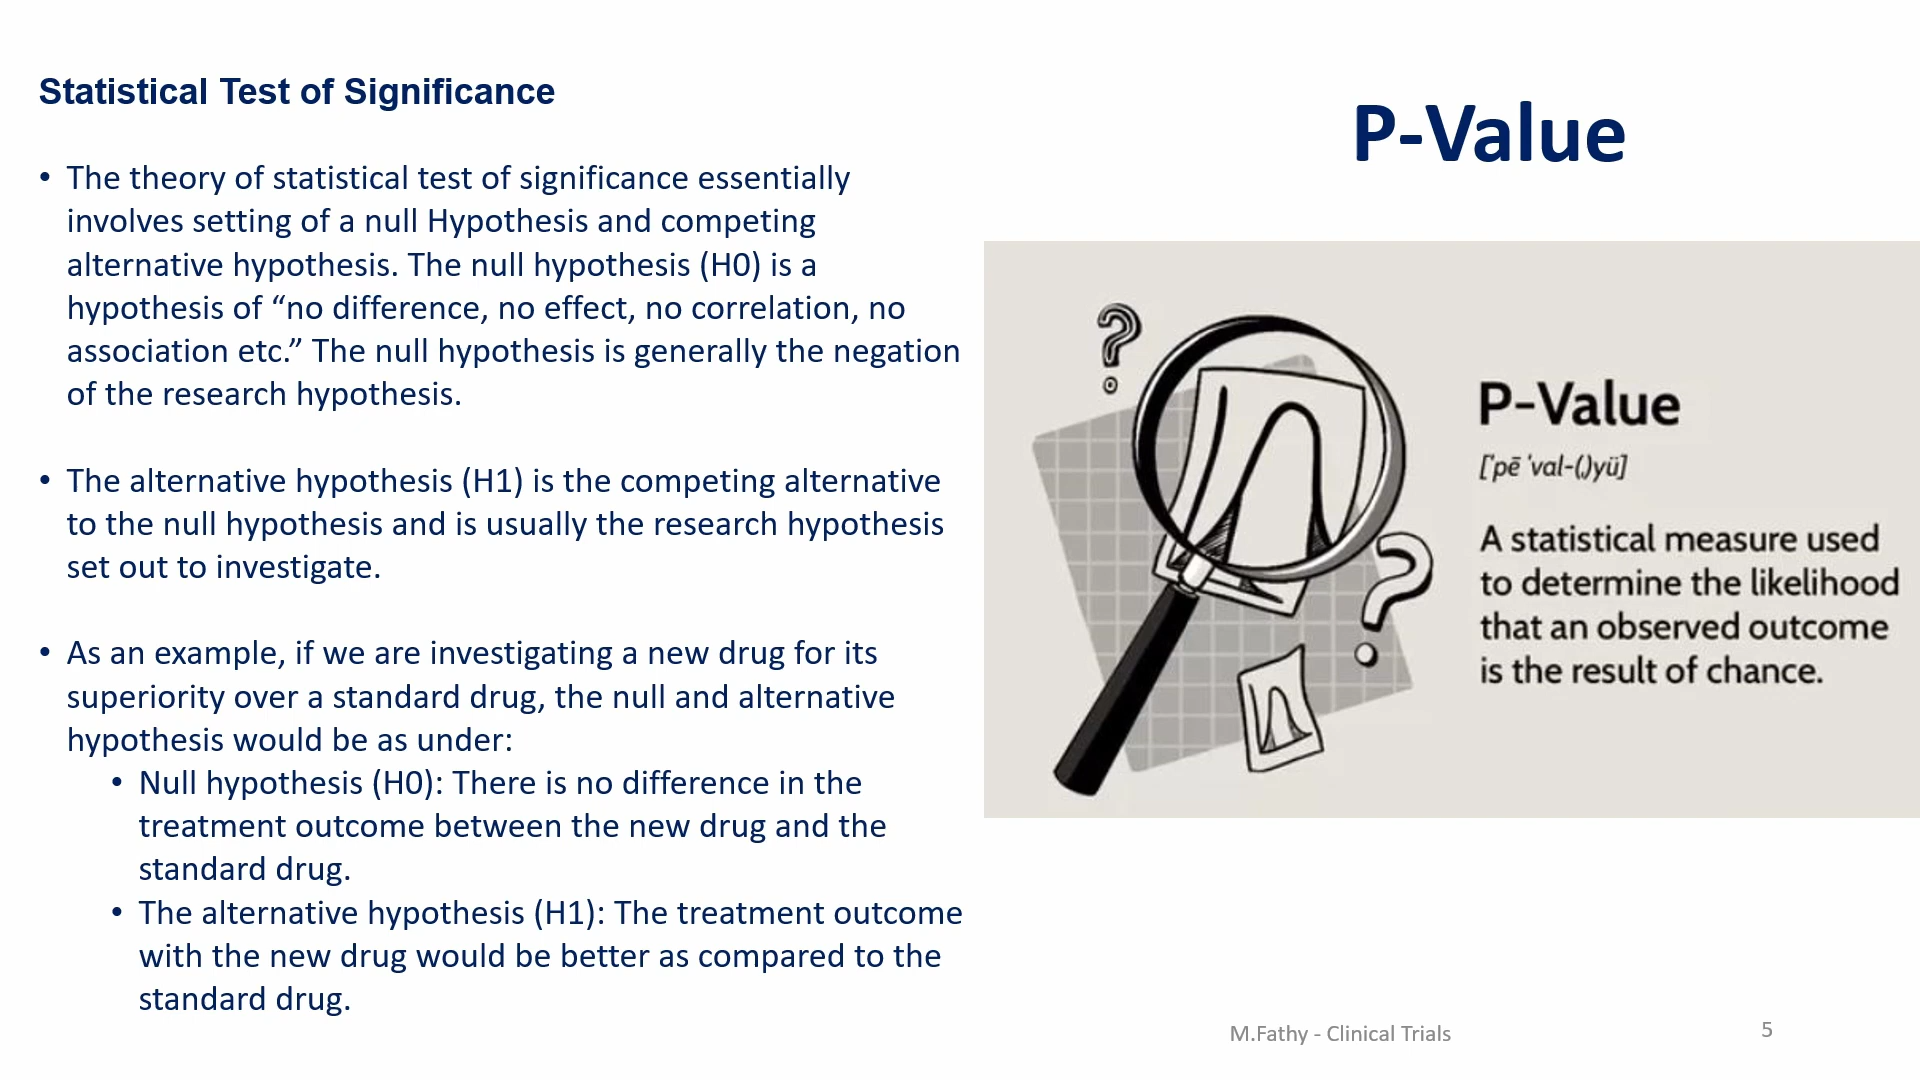 Statistical Test of Significance
P-Value
• The theory of statistical test of significance essentially
involves setting of a null Hypothesis and competing
alternative hypothesis. The null hypothesis (H0) is a
hypothesis of “no difference, no effect, no correlation, no
association etc.” The null hypothesis is generally the negation
of the research hypothesis.
• The alternative hypothesis (H1) is the competing alternative
to the null hypothesis and is usually the research hypothesis
set out to investigate.
• As an example, if we are investigating a new drug for its
superiority over a standard drug, the null and alternative
hypothesis would be as under:
• Null hypothesis (H0): There is no difference in the
treatment outcome between the new drug and the
standard drug.
• The alternative hypothesis (H1): The treatment outcome
with the new drug would be better as compared to the
standard drug.
?
?
P-Value
[ˈpē ˈval-(ˌ)yü]
A statistical measure used
to determine the likelihood
that an observed outcome
is the result of chance.
M.Fathy - Clinical Trials
5